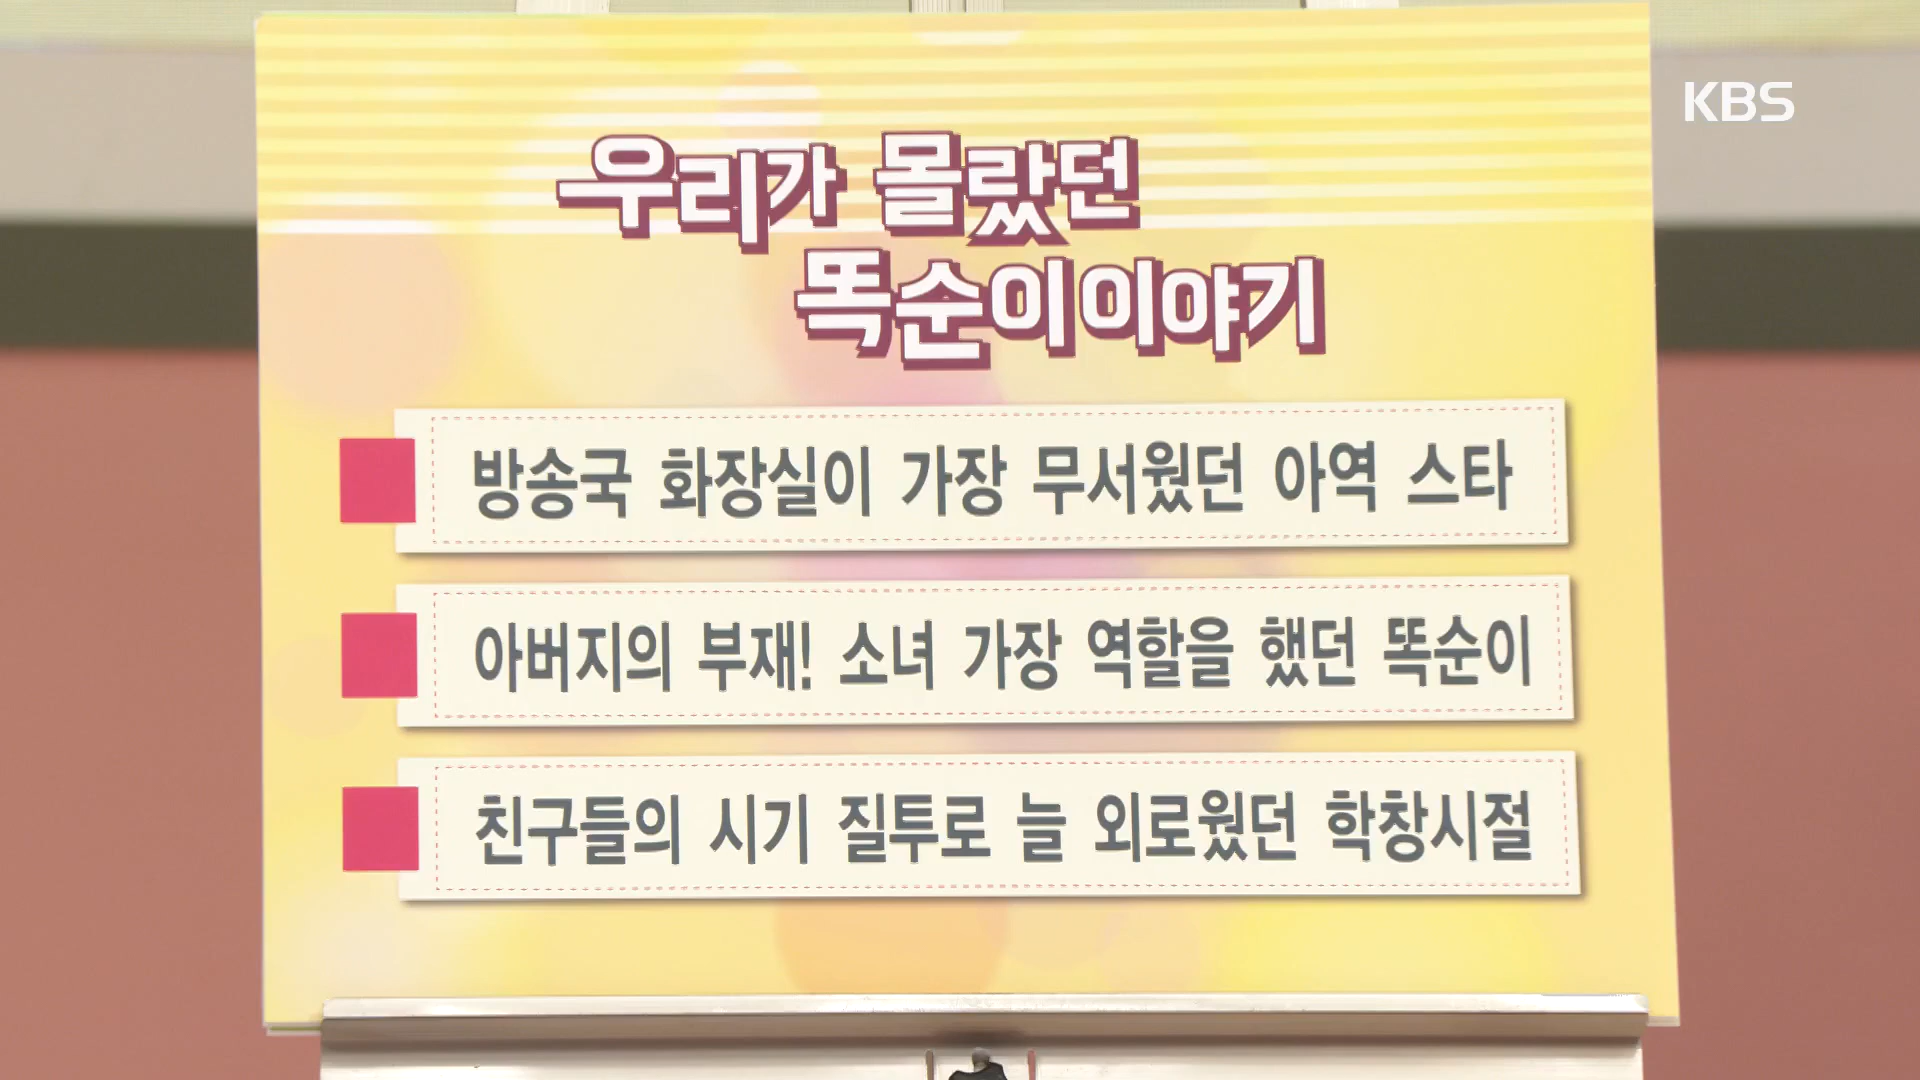 KBS
우리가 몰랐던
똑순이 이야기
방송국 화장실이 가장 무서웠던 아역 스타
아버지의 부재! 소녀 가장 역할을 했던 똑순이
친구들의 시기 질투로 늘 외로웠던 학창시절